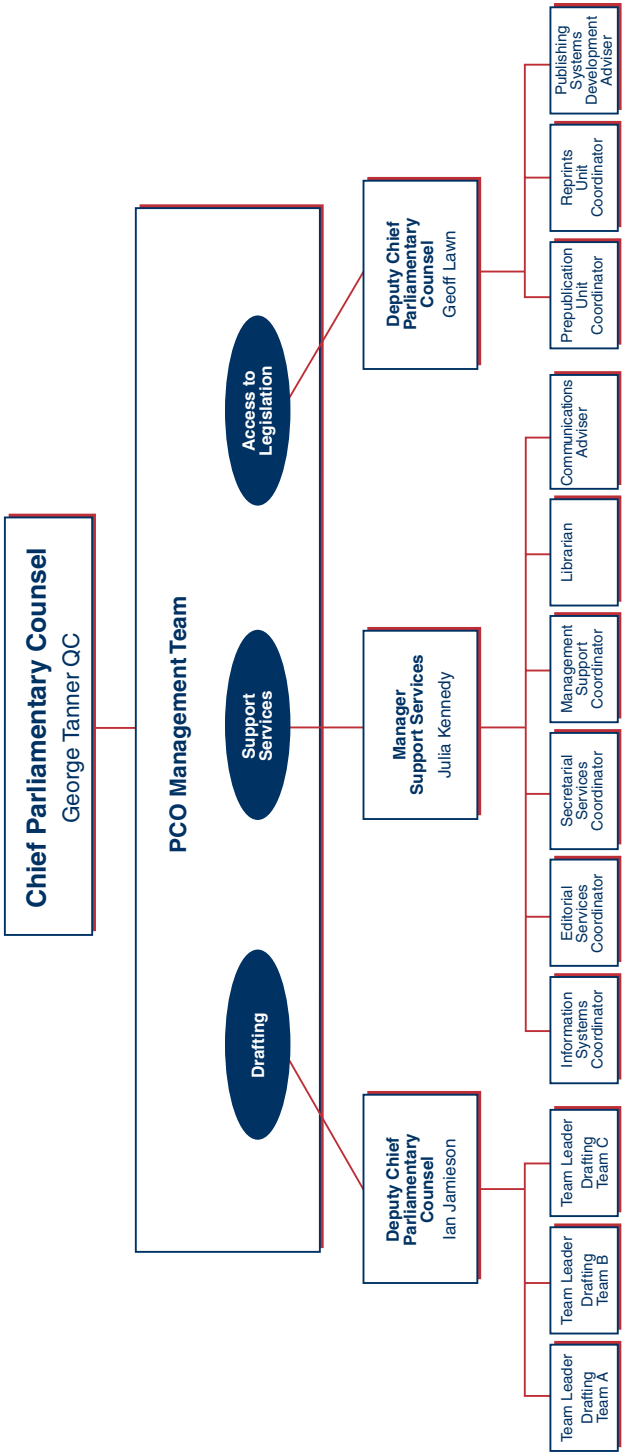 Chief Parliamentary Counsel
George Tanner QC
PCO Management Team
Drafting
Support
Services
Access to
Legislation
Deputy Chief
Parliamentary
Counsel
Ian Jamieson
Manager
Support Services
Julia Kennedy
Deputy Chief
Parliamentary
Counsel
Geoff Lawn
Team Leader
Drafting
Team A
Team Leader
Drafting
Team B
Team Leader
Drafting
Team C
Information
Systems
Coordinator
Editorial
Services
Coordinator
Secretarial
Services
Coordinator
Management
Support
Coordinator
Librarian
Communications
Adviser
Prepublication
Unit
Coordinator
Reprints
Unit
Coordinator
Publishing
Systems
Development
Adviser